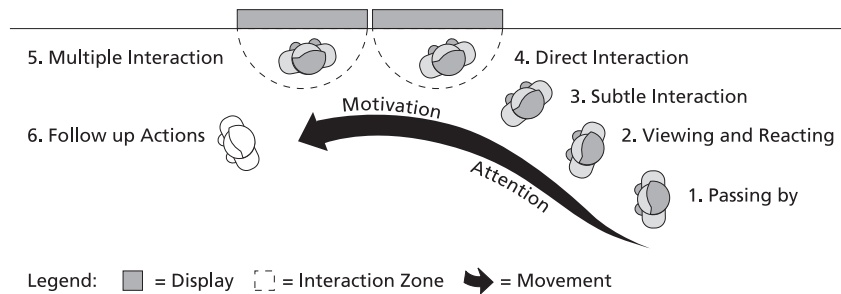 5. Multiple Interaction
4. Direct Interaction
3. Subtle Interaction
Motivation
6. Follow up Actions
2. Viewing and Reacting
Attention
1. Passing by
Legend: = Display = Interaction Zone = Movement